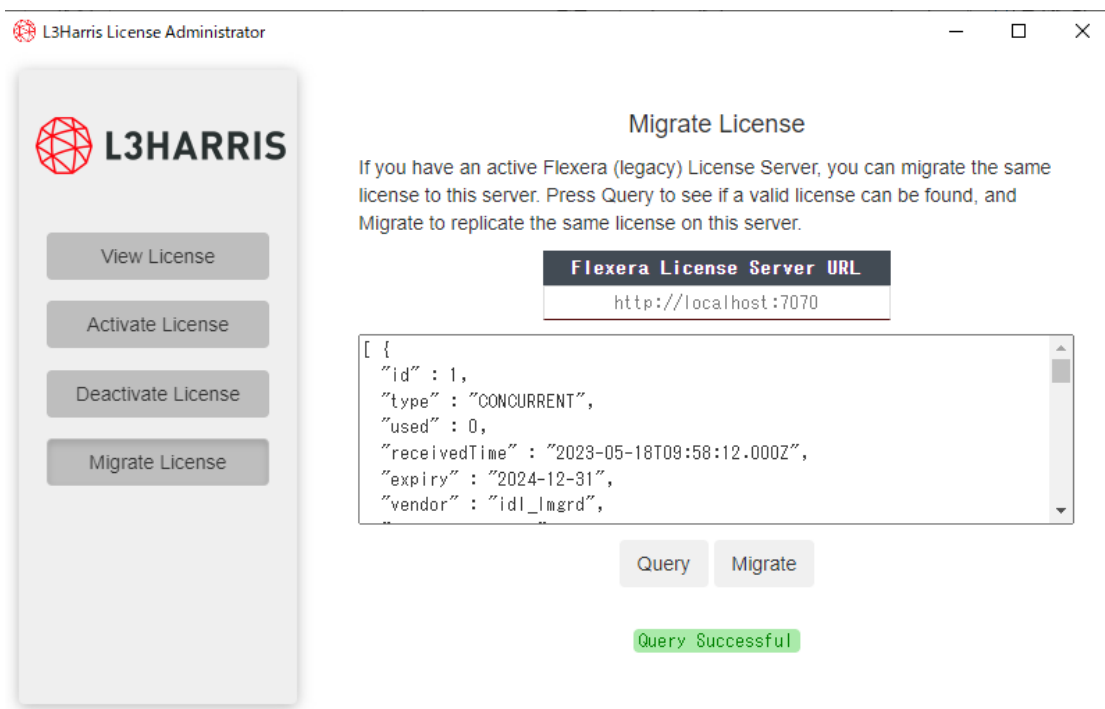 L3Harris License Administrator
L3HARRIS
View License
Activate License
Deactivate License
Migrate License
Migrate License
If you have an active Flexera (legacy) License Server, you can migrate the same
license to this server. Press Query to see if a valid license can be found, and
Migrate to replicate the same license on this server.
Flexera License Server URL
http://localhost:7070
[ {
"id" : 1,
"type" : "CONCURRENT",
"used" : 0,
"receivedTime" : "2023-05-18T09:58:12.000Z",
"expiry" : "2024-12-31",
"vendor" : "idl_lmgrd",
Query
Migrate
Query Successful